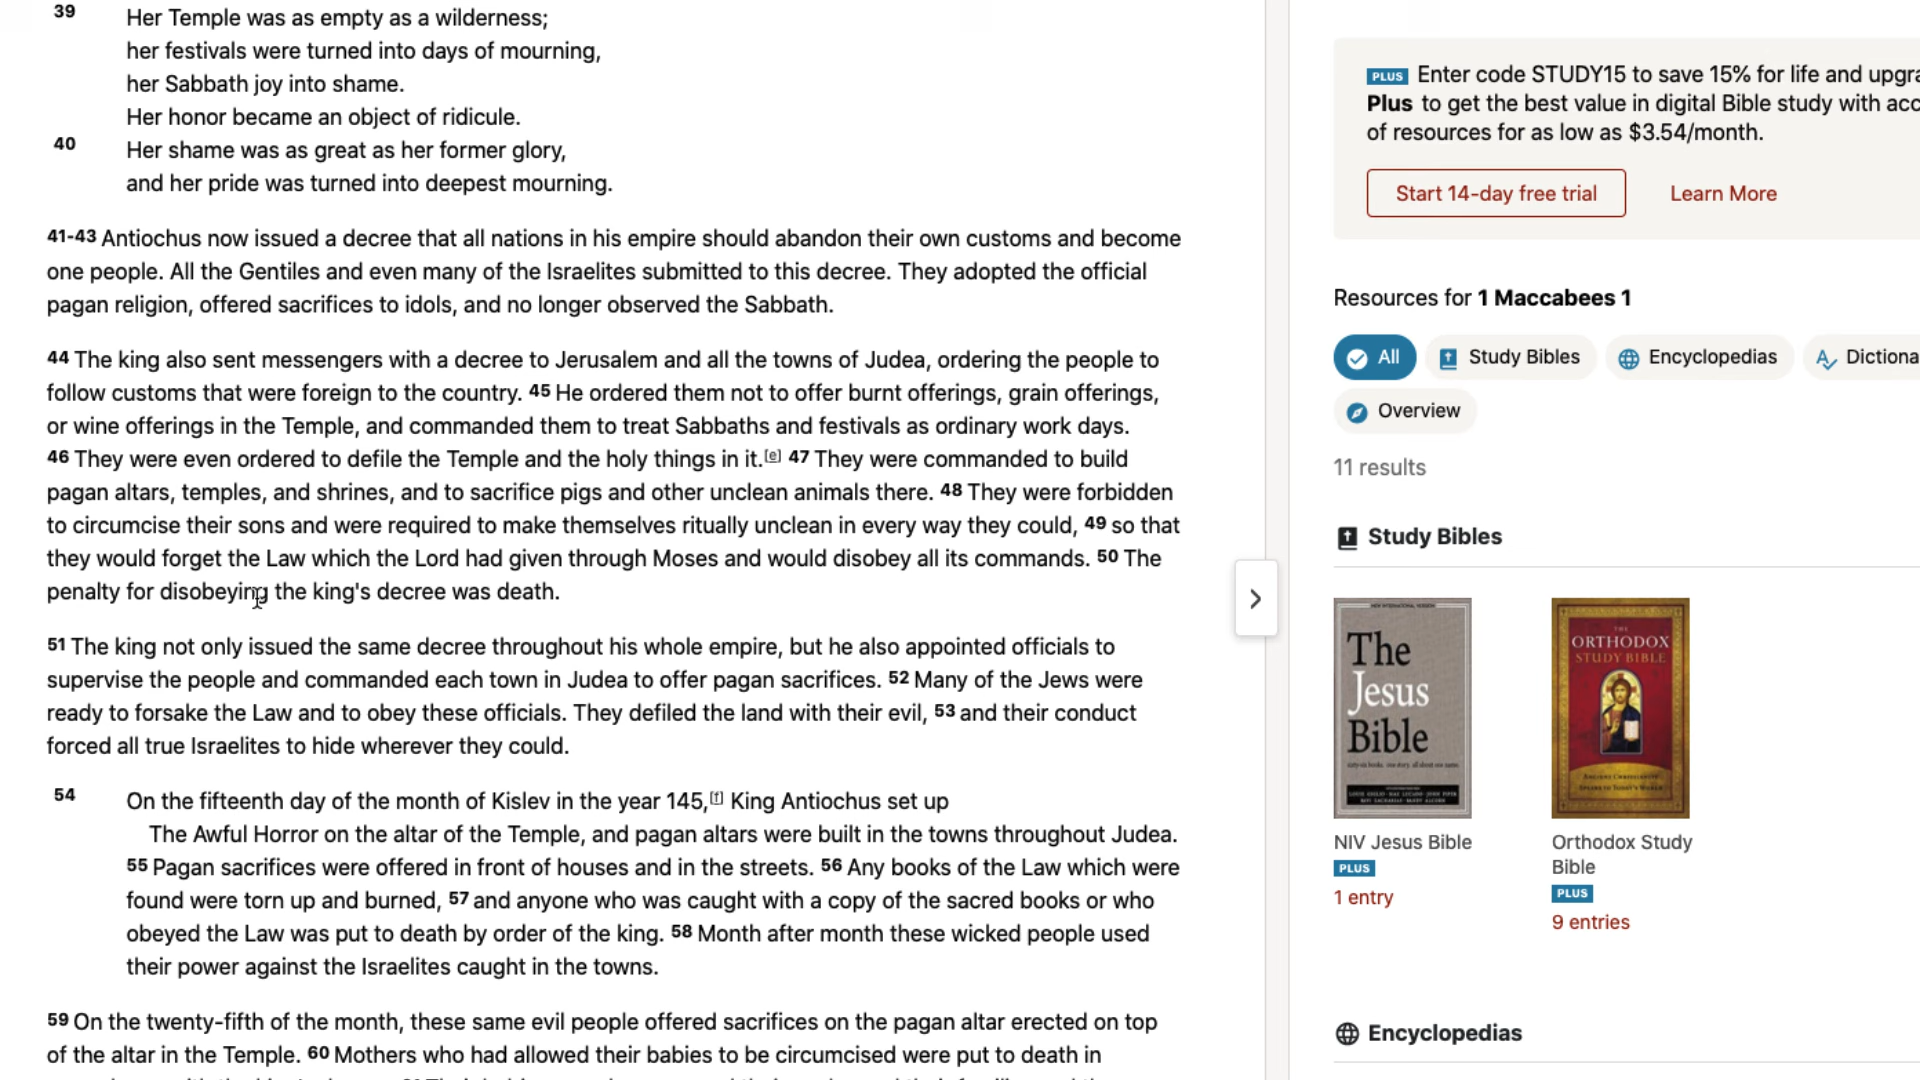 39 Her Temple was as empty as a wilderness;
her festivals were turned into days of mourning,
her Sabbath joy into shame.
Her honor became an object of ridicule.
40 Her shame was as great as her former glory,
and her pride was turned into deepest mourning.
41-43 Antiochus now issued a decree that all nations in his empire should abandon their own customs and become
one people. All the Gentiles and even many of the Israelites submitted to this decree. They adopted the official
pagan religion, offered sacrifices to idols, and no longer observed the Sabbath.
44 The king also sent messengers with a decree to Jerusalem and all the towns of Judea, ordering the people to
follow customs that were foreign to the country. 45 He ordered them not to offer burnt offerings, grain offerings,
or wine offerings in the Temple, and commanded them to treat Sabbaths and festivals as ordinary work days.
46 They were even ordered to defile the Temple and the holy things in it.[e] 47 They were commanded to build
pagan altars, temples, and shrines, and to sacrifice pigs and other unclean animals there. 48 They were forbidden
to circumcise their sons and were required to make themselves ritually unclean in every way they could, 49 so that
they would forget the Law which the Lord had given through Moses and would disobey all its commands. 50 The
penalty for disobeying the king's decree was death.
51 The king not only issued the same decree throughout his whole empire, but he also appointed officials to
supervise the people and commanded each town in Judea to offer pagan sacrifices. 52 Many of the Jews were
ready to forsake the Law and to obey these officials. They defiled the land with their evil, 53 and their conduct
forced all true Israelites to hide wherever they could.
54 On the fifteenth day of the month of Kislev in the year 145,[f] King Antiochus set up
The Awful Horror on the altar of the Temple, and pagan altars were built in the towns throughout Judea.
55 Pagan sacrifices were offered in front of houses and in the streets. 56 Any books of the Law which were
found were torn up and burned, 57 and anyone who was caught with a copy of the sacred books or who
obeyed the Law was put to death by order of the king. 58 Month after month these wicked people used
their power against the Israelites caught in the towns.
59 On the twenty-fifth of the month, these same evil people offered sacrifices on the pagan altar erected on top
of the altar in the Temple. 60 Mothers who had allowed their babies to be circumcised were put to death in
PLUS Enter code STUDY15 to save 15% for life and upgra
Plus to get the best value in digital Bible study with acc
of resources for as low as $3.54/month.
Start 14-day free trial
Learn More
Resources for 1 Maccabees 1
All
Study Bibles
Encyclopedias
Dictiona
Overview
11 results
Study Bibles
The
Jesus
Bible
THE
ORTHODOX
STUDY BIBLE
NIV Jesus Bible
PLUS
1 entry
Orthodox Study
Bible
PLUS
9 entries
Encyclopedias